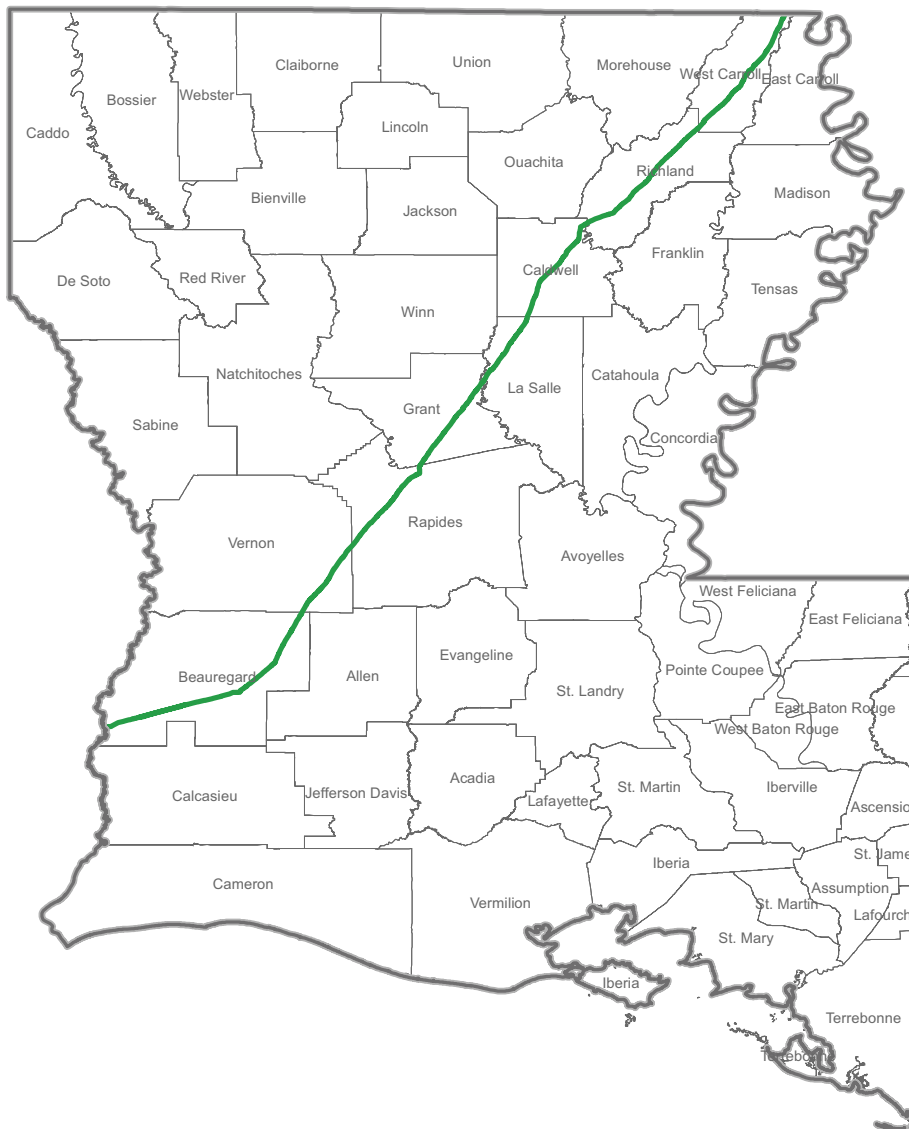 Claiborne
Union
Morehouse
West Carroll
East Carroll
Bossier
Webster
Caddo
Lincoln
Ouachita
Richland
Madison
Bienville
Jackson
Franklin
De Soto
Red River
Caldwell
Tensas
Winn
Natchitoches
La Salle
Catahoula
Grant
Sabine
Concordia
Rapides
Vernon
Avoyelles
West Feliciana
East Feliciana
Evangeline
Pointe Coupee
Beauregard
Allen
St. Landry
East Baton Rouge
West Baton Rouge
Acadia
Calcasieu
Jefferson Davis
Lafayette
St. Martin
Iberville
Ascensio
St. Jame
Iberia
Cameron
Assumption
Vermilion
St. Martin
Lafourch
St. Mary
Iberia
Terrebonne
Terrebonne